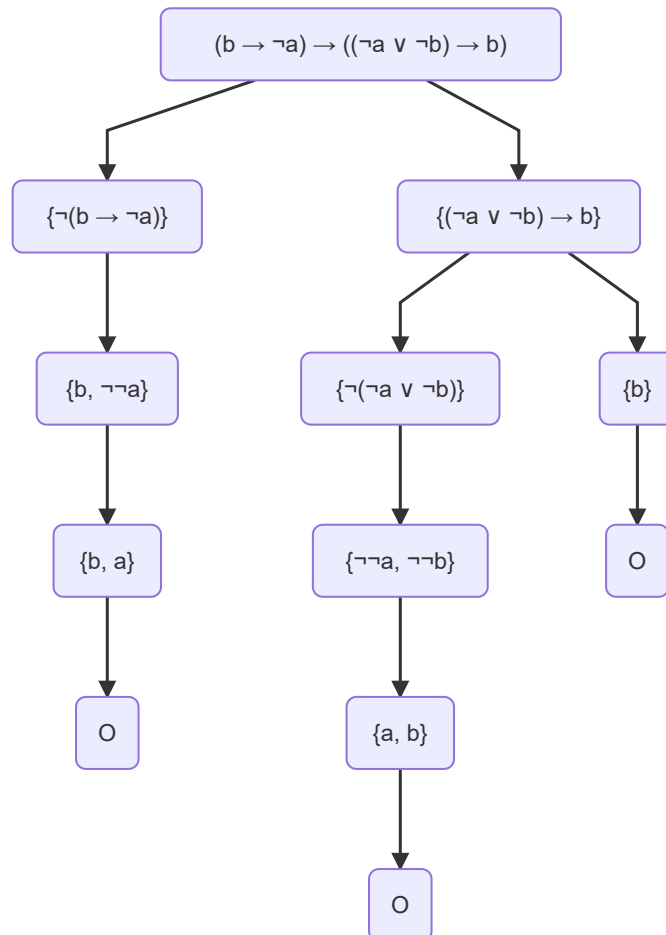 (b → ¬a) → ((¬a ∨ ¬b) → b)
{¬(b → ¬a)}
{(¬a ∨ ¬b) → b}
{b, ¬¬a}
{¬(¬a ∨ ¬b)}
{b}
{b, a}
{¬¬a, ¬¬b}
O
O
{a, b}
O